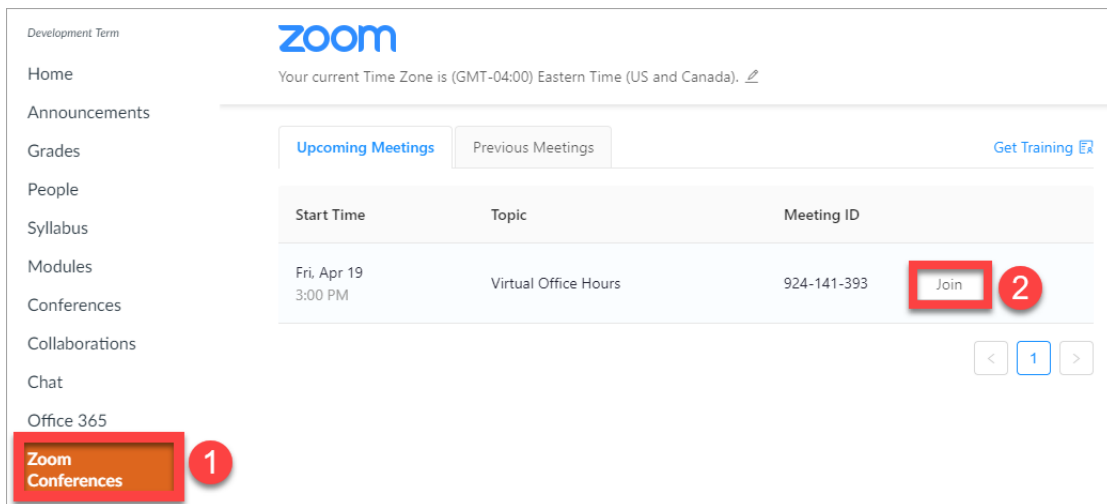 Development Term
Home
Announcements
Grades
People
Syllabus
Modules
Conferences
Collaborations
Chat
Office 365
Zoom
Conferences
1
zoom
Your current Time Zone is (GMT-04:00) Eastern Time (US and Canada).
Upcoming Meetings Previous Meetings Get Training
Start Time Topic Meeting ID
Fri, Apr 19
3:00 PM
Virtual Office Hours 924-141-393 Join 2
< 1 >